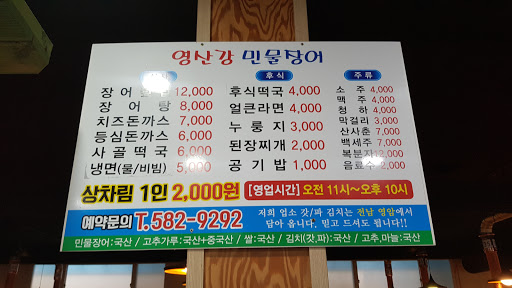 영산강 민물장어
후식
주류
장어 12,000
장어탕 8,000
치즈돈까스 7,000
등심돈까스 6,000
사골떡국 6,000
냉면(물/비빔) 5,000
후식떡국 4,000
얼큰라면 4,000
누룽지 3,000
된장찌개 2,000
공기밥 1,000
소주 4,000
맥주 4,000
청하 4,000
막걸리 3,000
산사춘 7,000
백세주 7,000
복분자
음료수
상차림 1인 2,000원
[영업시간] 오전 11시~오후 10시
예약문의 T.582-9292
저희 업소 갓/파 김치는 전남 영암에서
담아 옵니다. 믿고 드셔도 됩니다!!
민물장어:국산 / 고추가루:국산+중국산 / 쌀:국산 / 김치(갓,파):국산 / 고추,마늘:국산